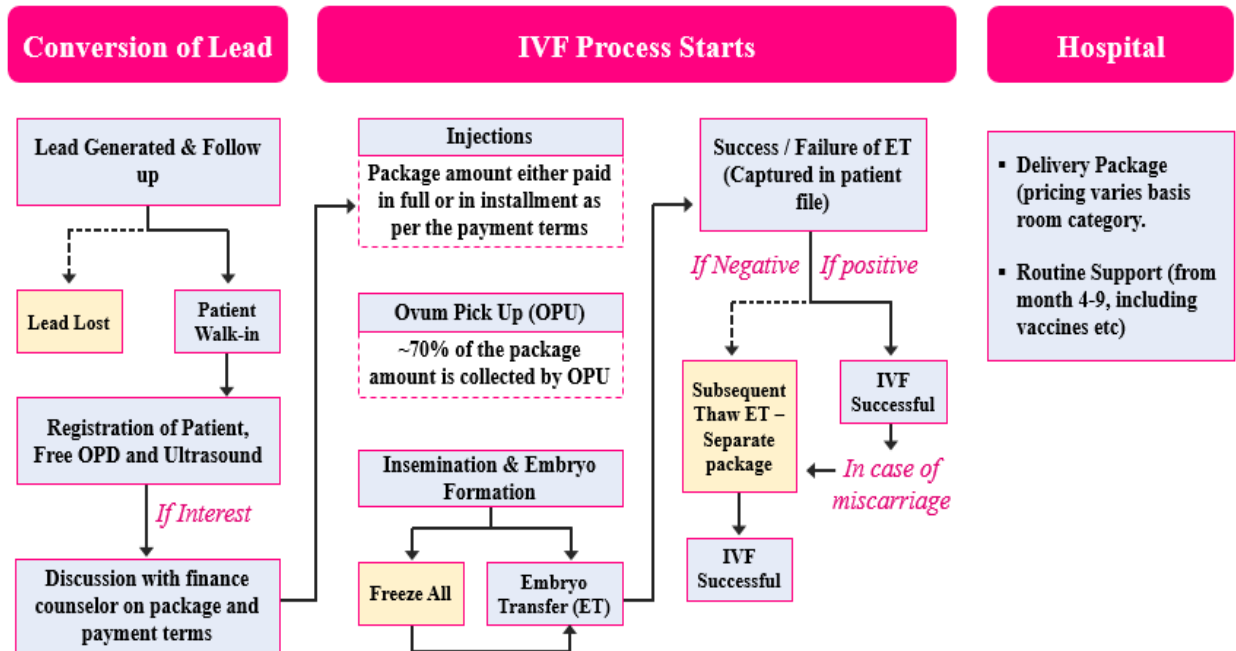 Conversion of Lead
IVF Process Starts
Hospital
Lead Generated & Follow
up
Lead Lost
Patient
Walk-in
Registration of Patient,
Free OPD and Ultrasound
If Interest
Discussion with finance
counselor on package and
payment terms
Injections
Package amount either paid
in full or in installment as
per the payment terms
Ovum Pick Up (OPU)
~70% of the package
amount is collected by OPU
Insemination & Embryo
Formation
Freeze All
Embryo
Transfer (ET)
Success / Failure of ET
(Captured in patient
file)
If Negative
If positive
Subsequent
Thaw ET –
Separate
package
IVF
Successful
In case of
miscarriage
IVF
Successful
▪ Delivery Package
(pricing varies basis
room category.
▪ Routine Support (from
month 4-9, including
vaccines etc)